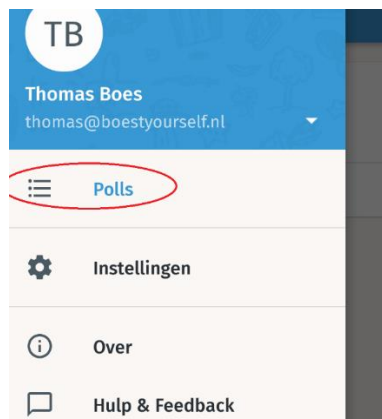 TB
Thomas Boes
thomas@boestyourself.nl
Polls
Instellingen
Over
Hulp & Feedback